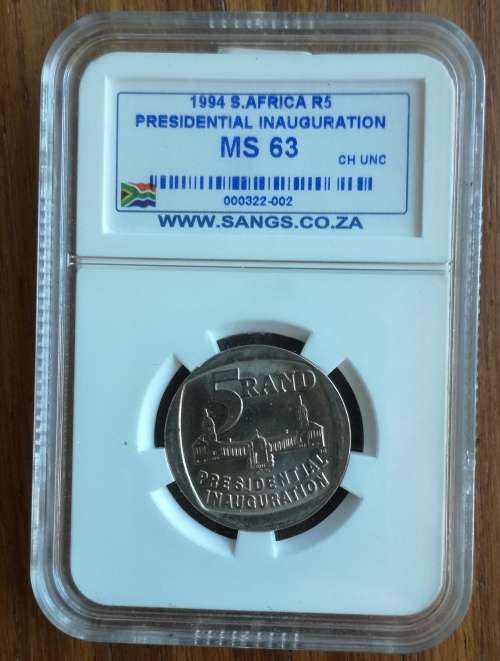 1994 S.AFRICA R5
PRESIDENTIAL INAUGURATION
MS 63
CH UNC
000322-002
WWW.SANGS.CO.ZA
5 RAND
PRESIDENTIAL
INAUGURATION